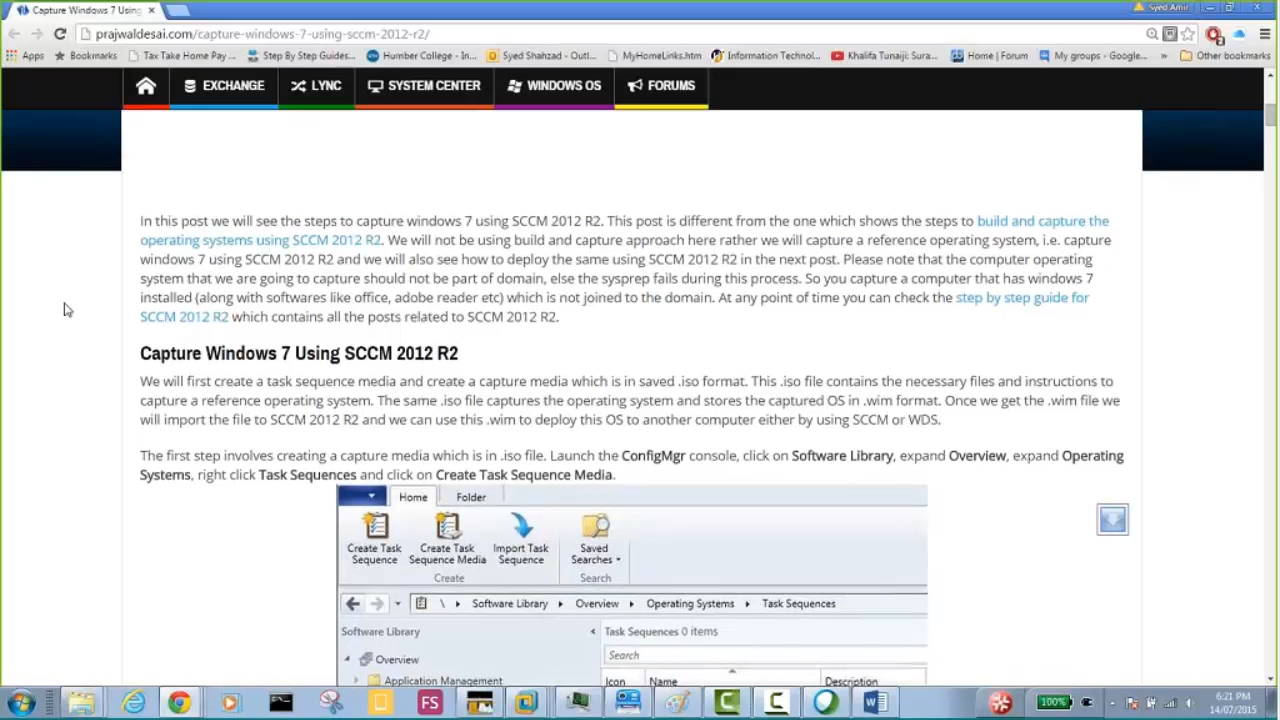 Capture Windows 7 Using
Syed Amir
prajwaldesai.com/capture-windows-7-using-sccm-2012-r2/
Apps Bookmarks Tax Take Home Pay ... Step By Step Guides... Humber College - In... Syed Shahzad - Outl... MyHomeLinks.htm Information Technol... Khalifa Tunaiji: Sura... Home | Forum My groups - Google... » Other bookmarks
EXCHANGE LYNC SYSTEM CENTER WINDOWS OS FORUMS
In this post we will see the steps to capture windows 7 using SCCM 2012 R2. This post is different from the one which shows the steps to build and capture the
operating systems using SCCM 2012 R2. We will not be using build and capture approach here rather we will capture a reference operating system, i.e. capture
windows 7 using SCCM 2012 R2 and we will also see how to deploy the same using SCCM 2012 R2 in the next post. Please note that the computer operating
system that we are going to capture should not be part of domain, else the sysprep fails during this process. So you capture a computer that has windows 7
installed (along with softwares like office, adobe reader etc) which is not joined to the domain. At any point of time you can check the step by step guide for
SCCM 2012 R2 which contains all the posts related to SCCM 2012 R2.
Capture Windows 7 Using SCCM 2012 R2
We will first create a task sequence media and create a capture media which is in saved .iso format. This .iso file contains the necessary files and instructions to
capture a reference operating system. The same .iso file captures the operating system and stores the captured OS in .wim format. Once we get the .wim file we
will import the file to SCCM 2012 R2 and we can use this .wim to deploy this OS to another computer either by using SCCM or WDS.
The first step involves creating a capture media which is in .iso file. Launch the ConfigMgr console, click on Software Library, expand Overview, expand Operating
Systems, right click Task Sequences and click on Create Task Sequence Media.
Home Folder
Create Task Create Task Import Task Saved
Sequence Sequence Media Sequence Searches
Create Search
\ Software Library Overview Operating Systems Task Sequences
Software Library Task Sequences 0 items
Search
Overview
Application Management Icon Name Description
FS
100%
6:21 PM
14/07/2015